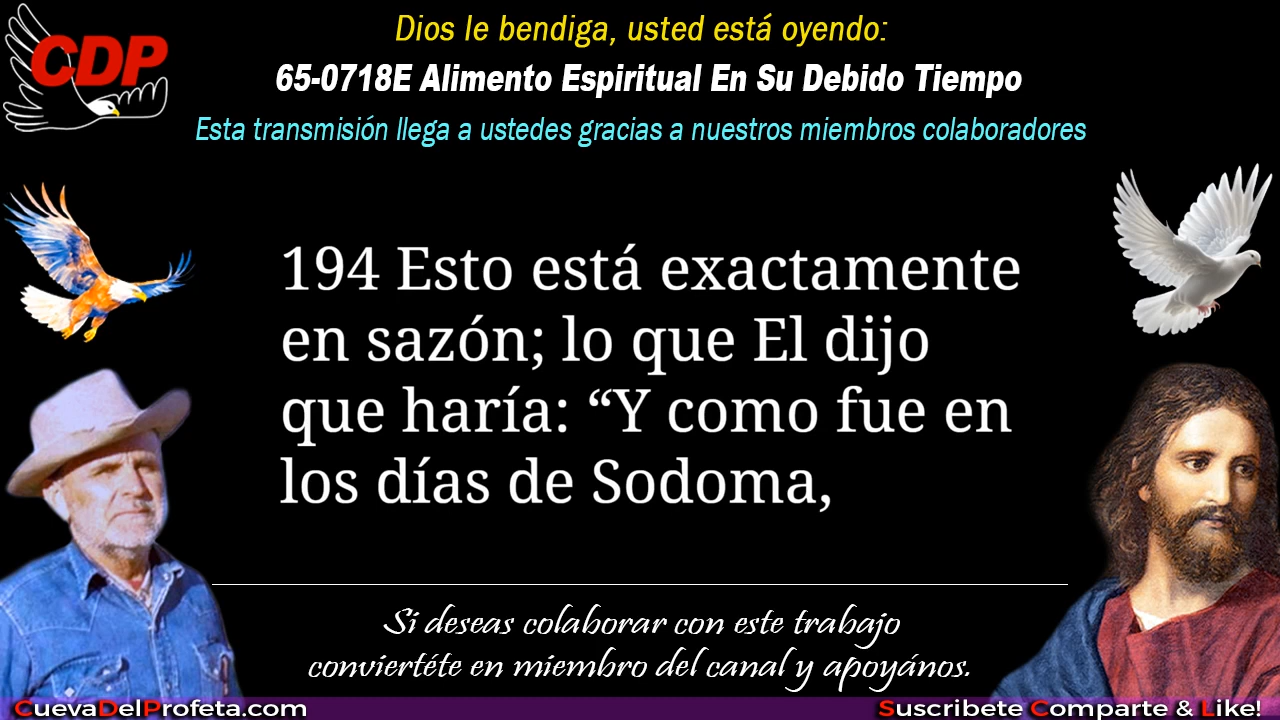 CDP
Dios le bendiga, usted está oyendo:
65-0718E Alimento Espiritual En Su Debido Tiempo
Esta transmisión llega a ustedes gracias a nuestros miembros colaboradores
194 Esto está exactamente
en sazón; lo que El dijo
que haría: “Y como fue en
los días de Sodoma,
Si deseas colaborar con este trabajo
conviertéte en miembro del canal y apoyános.
CuevaDelProfeta.com
Suscribete Comparte & Like!